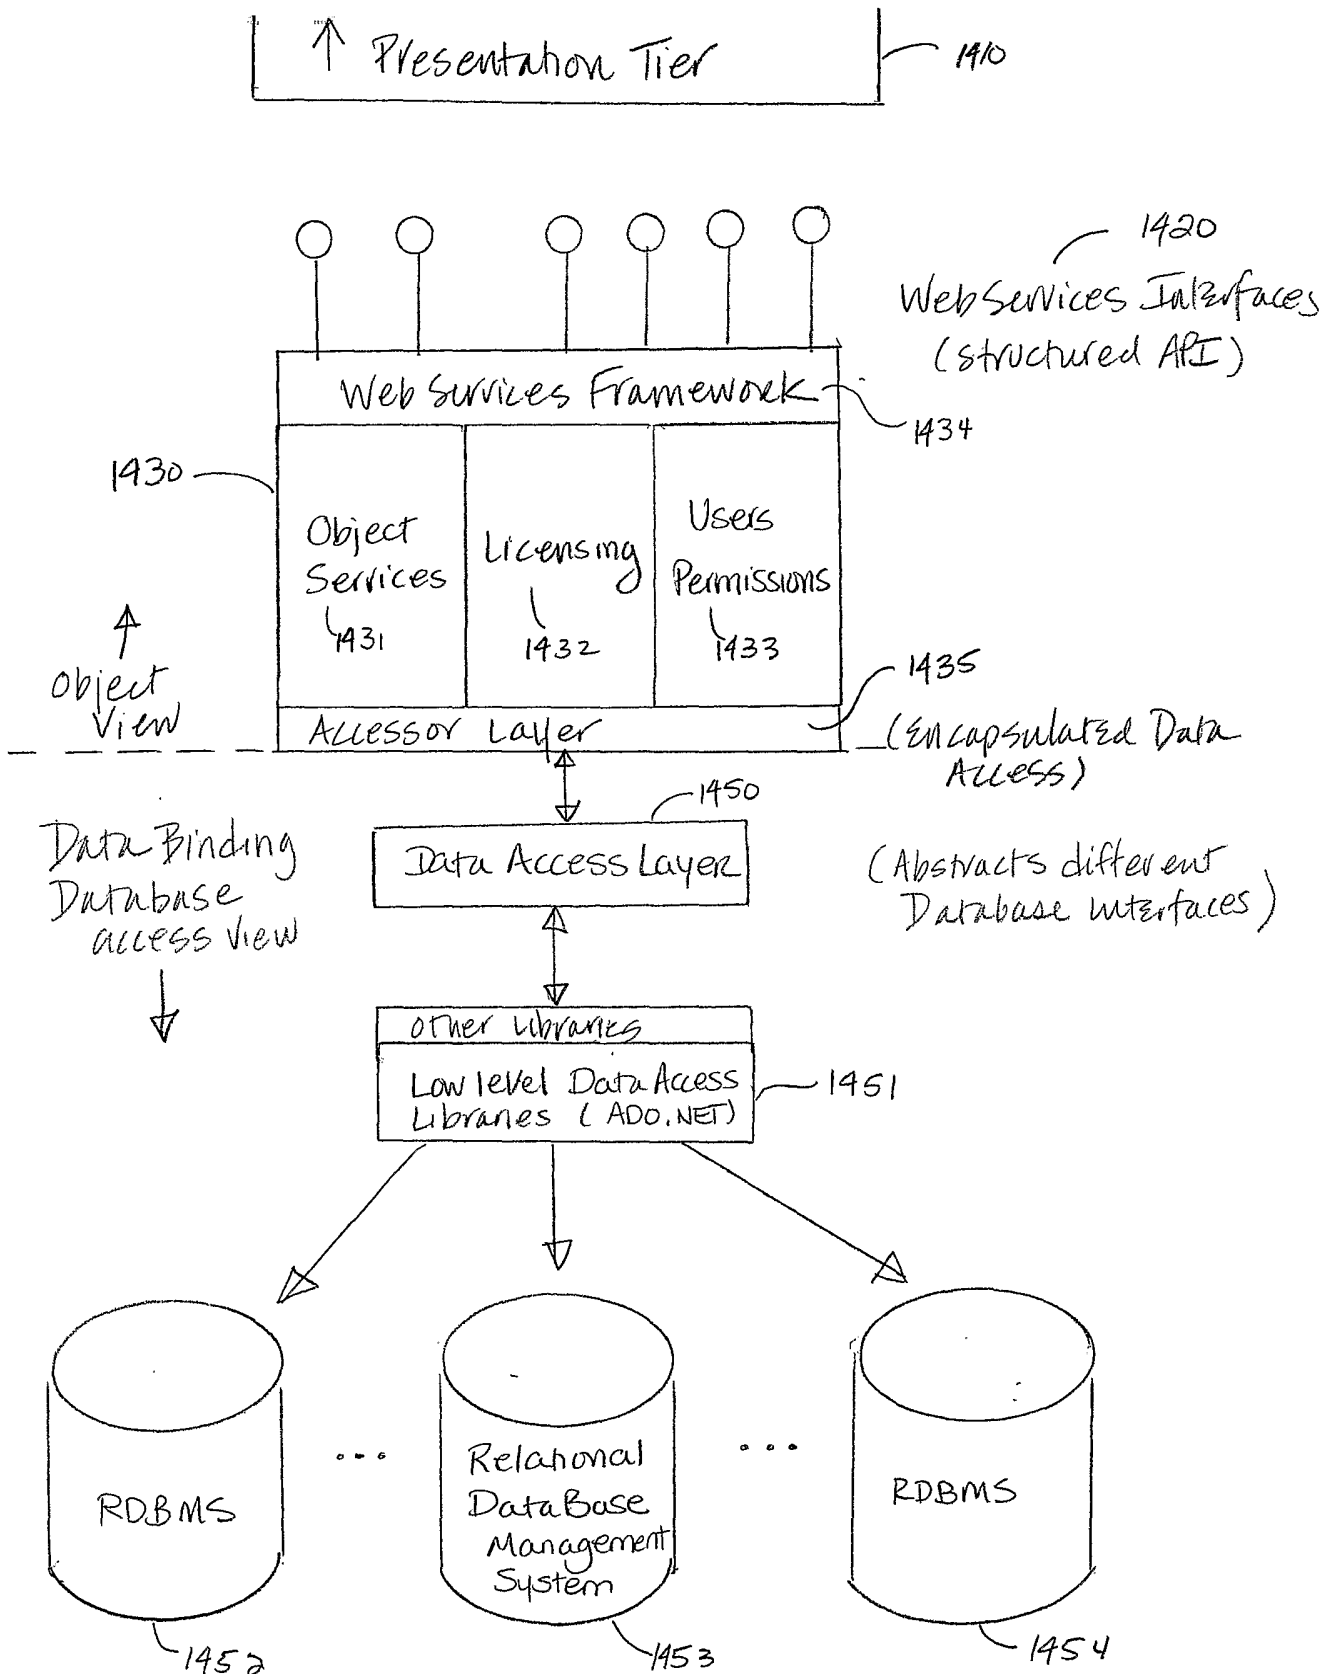 ↑ Presentation Tier
1410
1420
Web Services Interfaces
(structured API)
Web Services Framework
1434
1430
Object
Services
1431
Licensing
1432
Users
Permissions
1433
1435
Object
View
Accessor Layer
(Encapsulated Data
Access)
1450
Data Binding
Database
access view
Data Access Layer
(Abstracts different
Database interfaces)
Other Libraries
Low level Data Access
Libraries (ADO.NET)
1451
RDBMS
...
Relational
DataBase
Management
System
...
RDBMS
1452
1453
1454